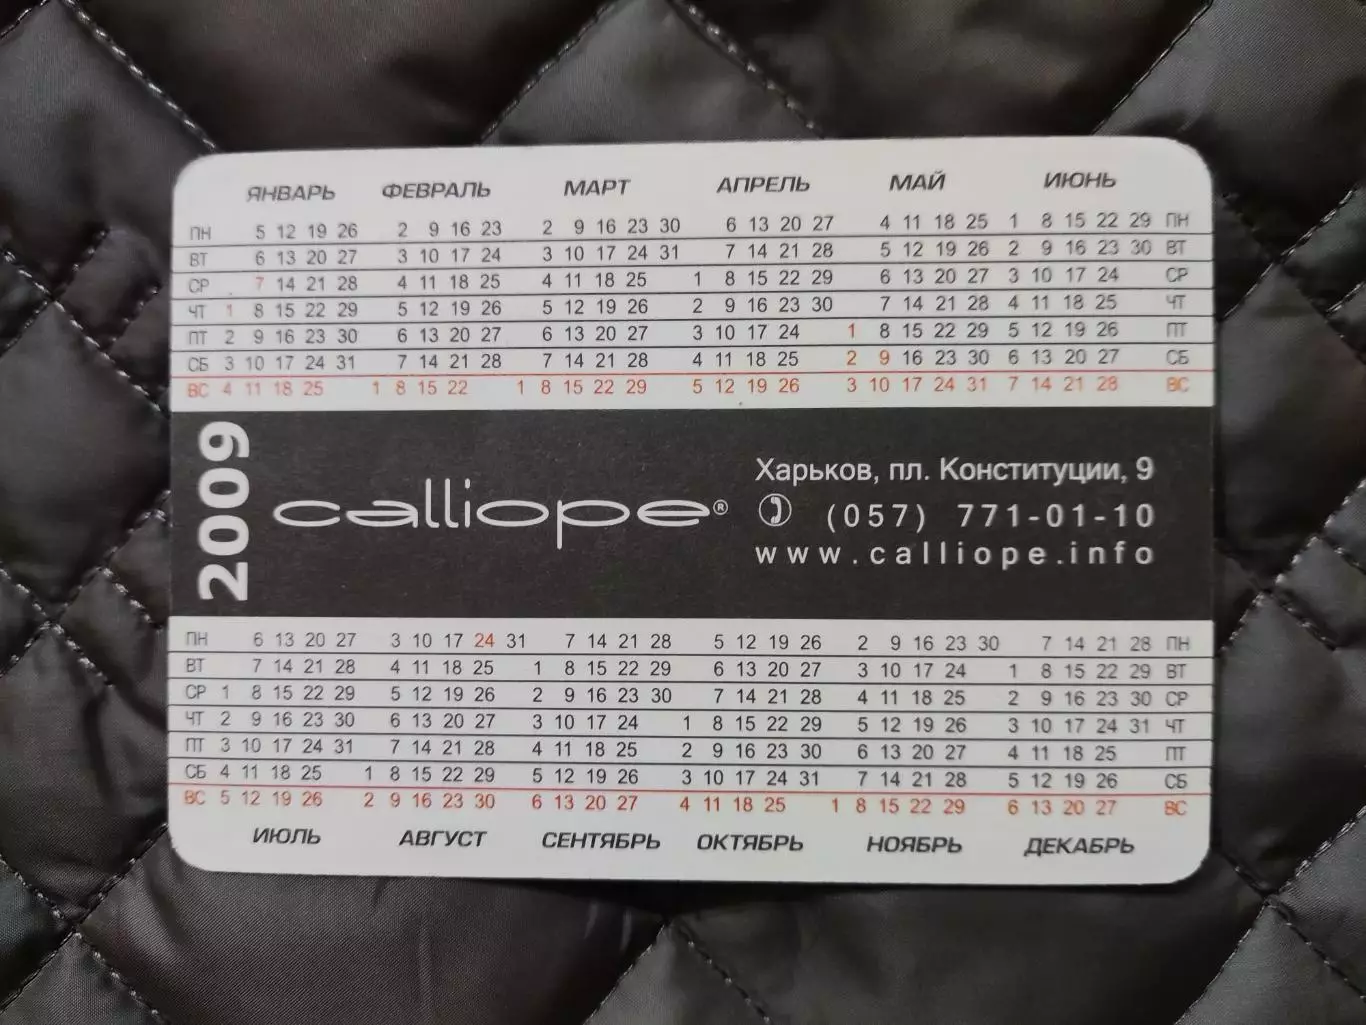 ЯНВАРЬ ФЕВРАЛЬ МАРТ АПРЕЛЬ МАЙ ИЮНЬ
ПН 5 12 19 26 2 9 16 23 2 9 16 23 30 6 13 20 27 4 11 18 25 1 8 15 22 29 ПН
ВТ 6 13 20 27 3 10 17 24 3 10 17 24 31 7 14 21 28 5 12 19 26 2 9 16 23 30 ВТ
СР 7 14 21 28 4 11 18 25 4 11 18 25 1 8 15 22 29 6 13 20 27 3 10 17 24 СР
ЧТ 1 8 15 22 29 5 12 19 26 5 12 19 26 2 9 16 23 30 7 14 21 28 4 11 18 25 ЧТ
ПТ 2 9 16 23 30 6 13 20 27 6 13 20 27 3 10 17 24 1 8 15 22 29 5 12 19 26 ПТ
СБ 3 10 17 24 31 7 14 21 28 7 14 21 28 4 11 18 25 2 9 16 23 30 6 13 20 27 СБ
ВС 4 11 18 25 1 8 15 22 1 8 15 22 29 5 12 19 26 3 10 17 24 31 7 14 21 28 ВС
2009
calliope®
Харьков, пл. Конституции, 9
(057) 771-01-10
www.calliope.info
ПН 6 13 20 27 3 10 17 24 31 7 14 21 28 5 12 19 26 2 9 16 23 30 7 14 21 28 ПН
ВТ 7 14 21 28 4 11 18 25 1 8 15 22 29 6 13 20 27 3 10 17 24 1 8 15 22 29 ВТ
СР 1 8 15 22 29 5 12 19 26 2 9 16 23 30 7 14 21 28 4 11 18 25 2 9 16 23 30 СР
ЧТ 2 9 16 23 30 6 13 20 27 3 10 17 24 1 8 15 22 29 5 12 19 26 3 10 17 24 31 ЧТ
ПТ 3 10 17 24 31 7 14 21 28 4 11 18 25 2 9 16 23 30 6 13 20 27 4 11 18 25 ПТ
СБ 4 11 18 25 1 8 15 22 29 5 12 19 26 3 10 17 24 31 7 14 21 28 5 12 19 26 СБ
ВС 5 12 19 26 2 9 16 23 30 6 13 20 27 4 11 18 25 1 8 15 22 29 6 13 20 27 ВС
ИЮЛЬ АВГУСТ СЕНТЯБРЬ ОКТЯБРЬ НОЯБРЬ ДЕКАБРЬ